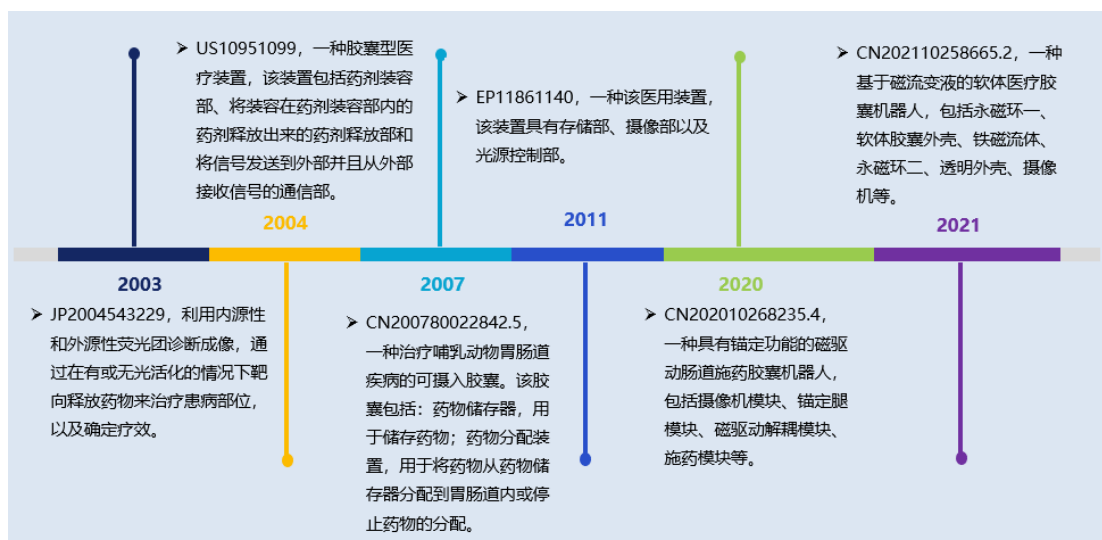 ➢ US10951099，一种胶囊型医
疗装置，该装置包括药剂装容
部、将装容在药剂装容部内的
药剂释放出来的药剂释放部和
将信号发送到外部并且从外部
接收信号的通信部。
2004
➢ EP11861140，一种该医用装置，
该装置具有存储部、摄像部以及
光源控制部。
2011
➢ CN202110258665.2，一种
基于磁流变液的软体医疗胶
囊机器人，包括永磁环一、
软体胶囊外壳、铁磁流体、
永磁环二、透明外壳、摄像
机等。
2021
2003
➢ JP2004543229，利用内源性
和外源性荧光团诊断成像，通
过在有或无光活化的情况下靶
向释放药物来治疗患病部位，
以及确定疗效。
2007
➢ CN200780022842.5，
一种治疗哺乳动物胃肠道
疾病的可摄入胶囊。该胶
囊包括：药物储存器，用
于储存药物；药物分配装
置，用于将药物从药物储
存器分配到胃肠道内或停
止药物的分配。
2020
➢ CN202010268235.4，
一种具有锚定功能的磁驱
动肠道施药胶囊机器人，
包括摄像机模块、锚定腿
模块、磁驱动解耦模块、
施药模块等。